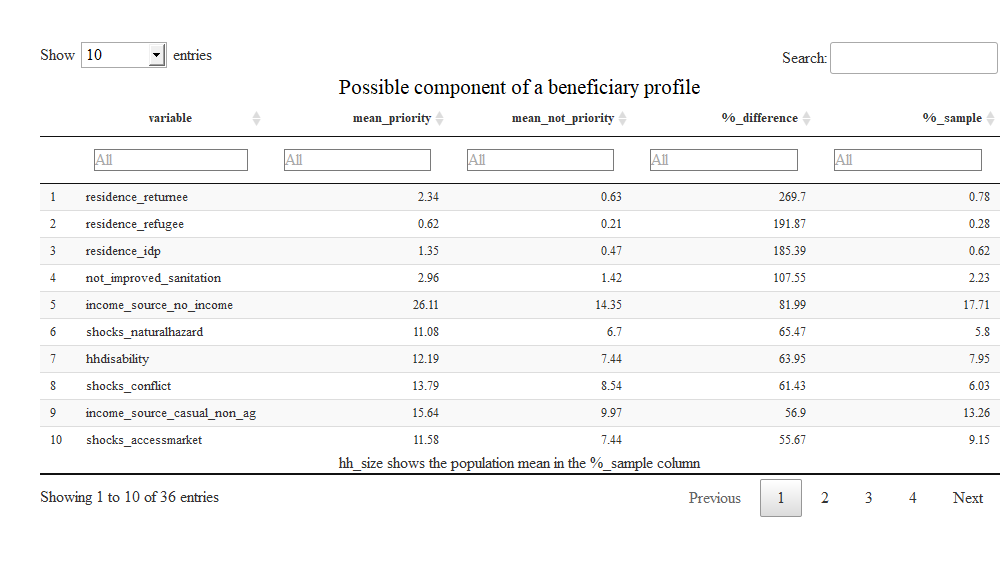 Show 10 entries Search:
Possible component of a beneficiary profile
variable mean_priority mean_not_priority %_difference %_sample
All All All All All
1 residence_returnee 2.34 0.63 269.7 0.78
2 residence_refugee 0.62 0.21 191.87 0.28
3 residence_idp 1.35 0.47 185.39 0.62
4 not_improved_sanitation 2.96 1.42 107.55 2.23
5 income_source_no_income 26.11 14.35 81.99 17.71
6 shocks_naturalhazard 11.08 6.7 65.47 5.8
7 hhdisability 12.19 7.44 63.95 7.95
8 shocks_conflict 13.79 8.54 61.43 6.03
9 income_source_casual_non_ag 15.64 9.97 56.9 13.26
10 shocks_accessmarket 11.58 7.44 55.67 9.15
hh_size shows the population mean in the %_sample column
Showing 1 to 10 of 36 entries Previous 1 2 3 4 Next